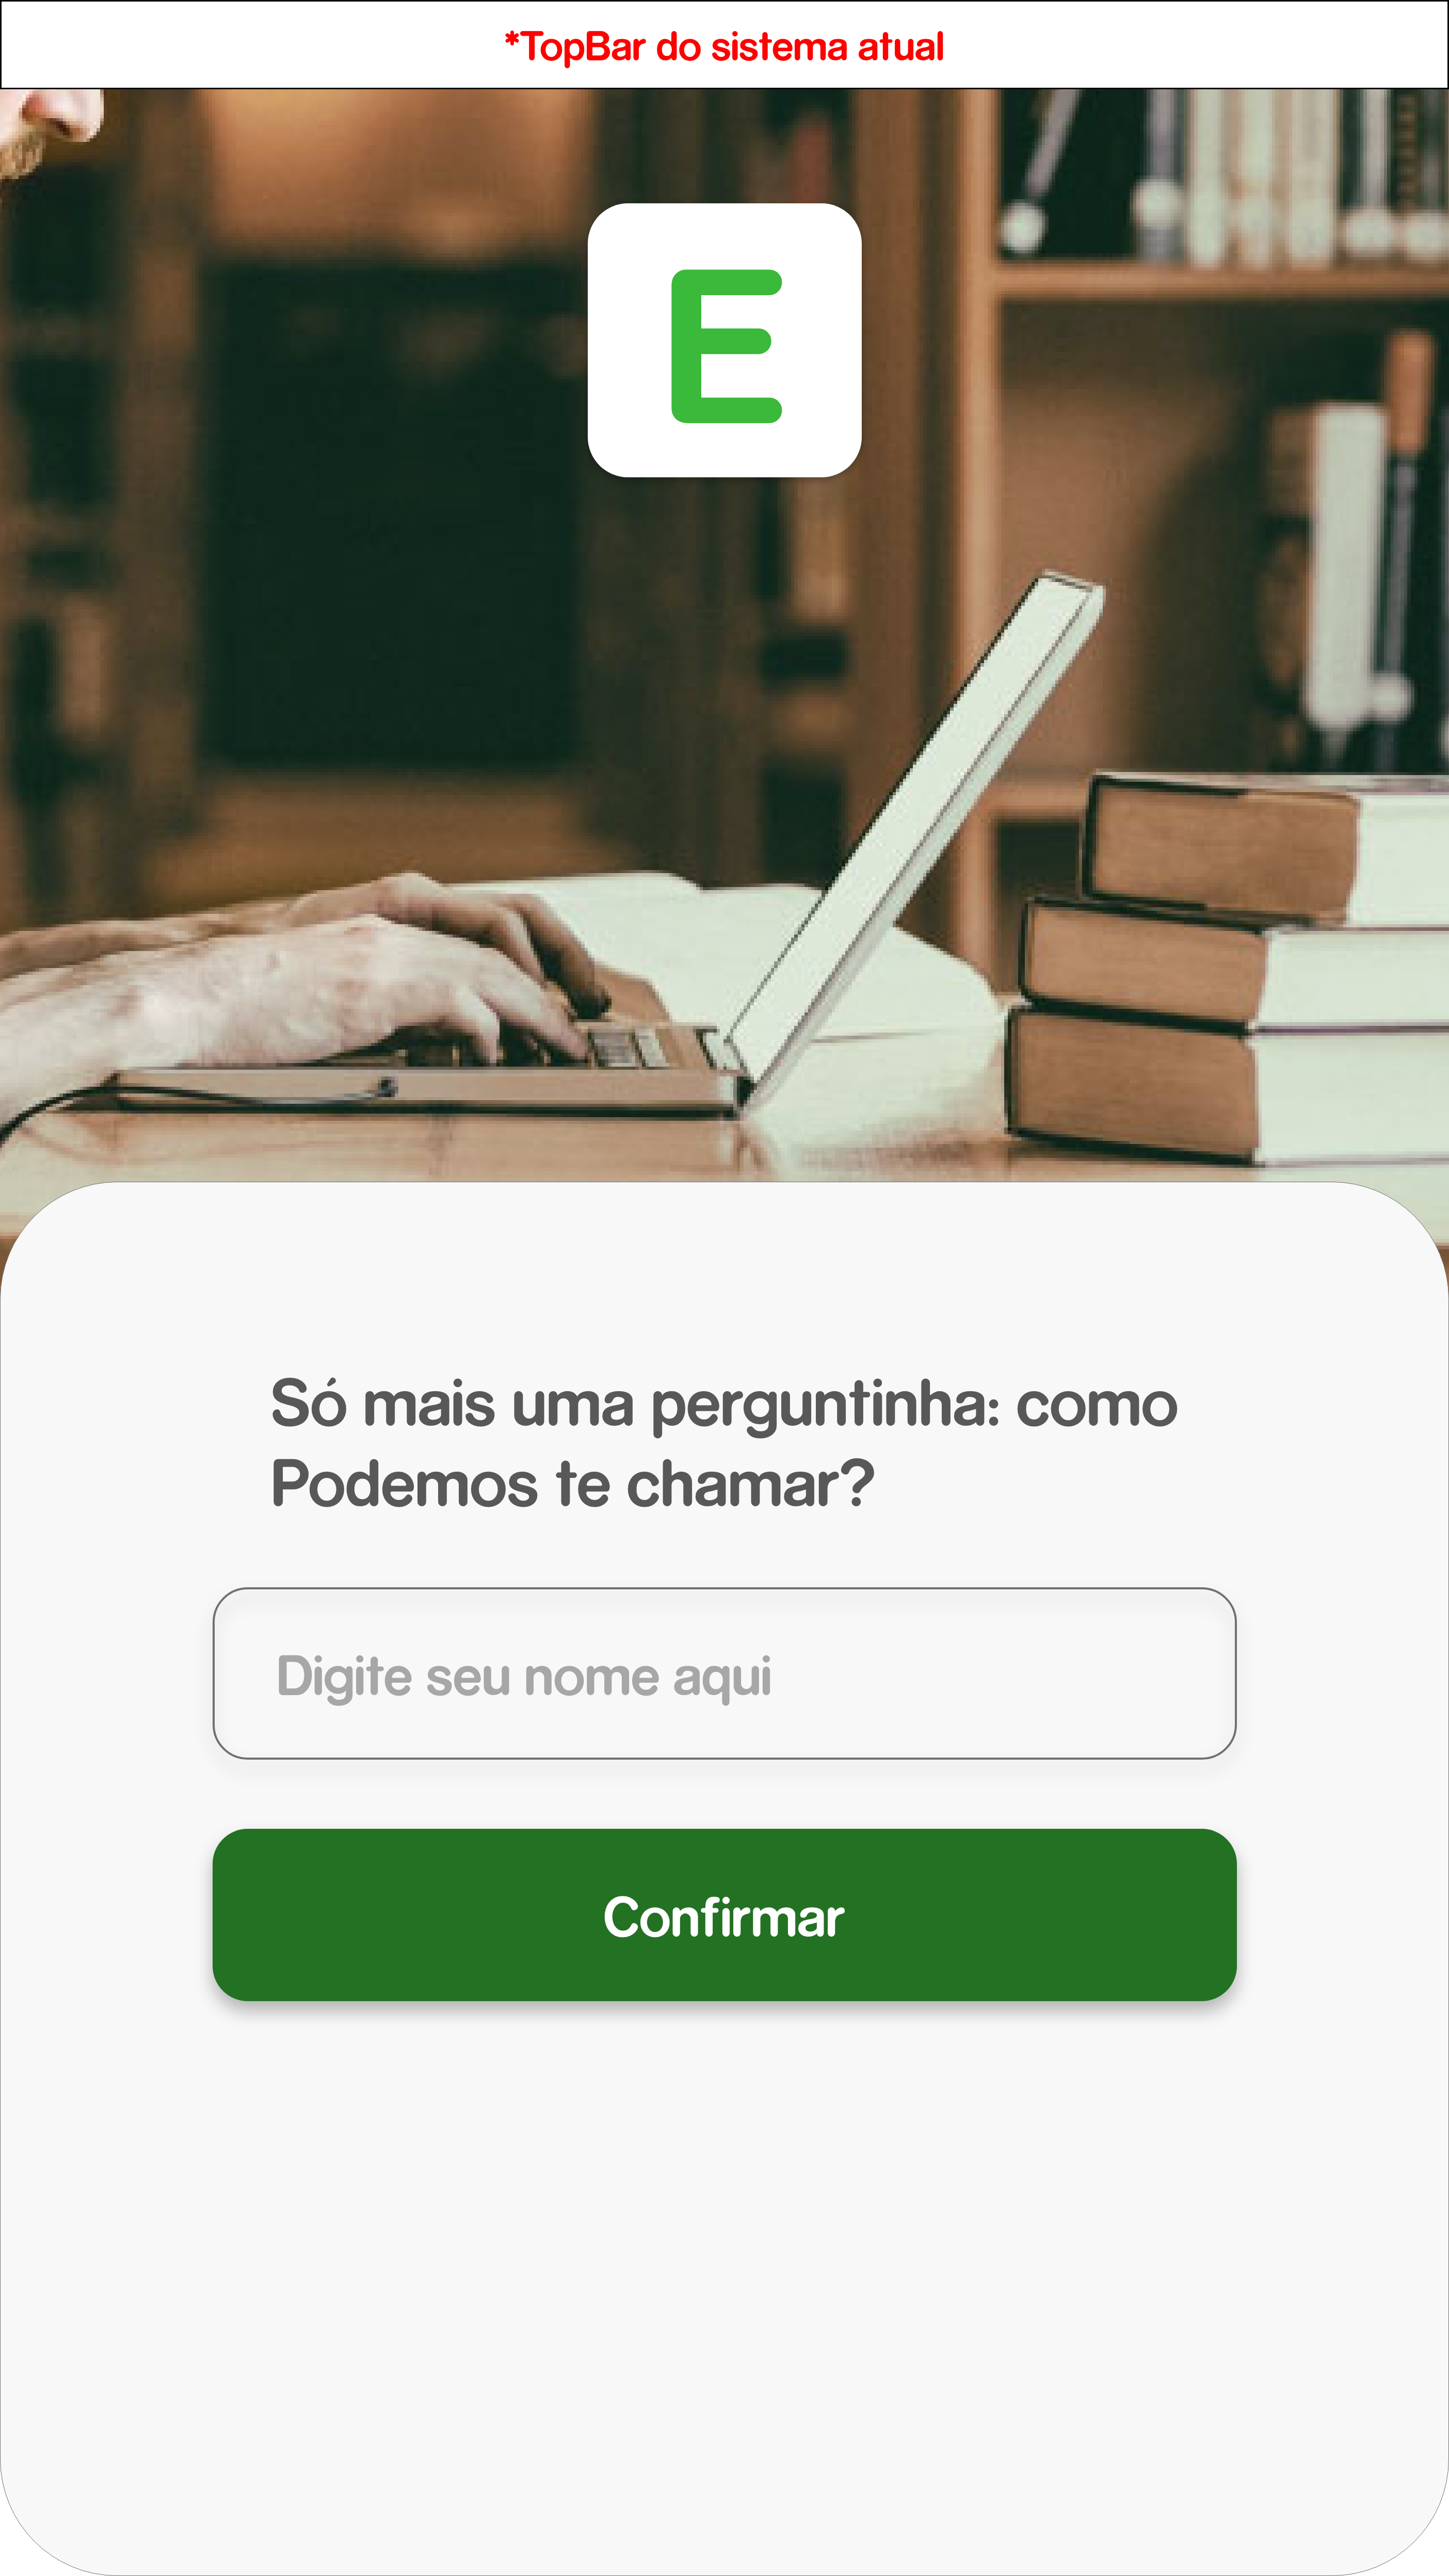 *TopBar do sistema atual
E
Só mais uma perguntinha: como
Podemos te chamar?
Digite seu nome aqui
Confirmar